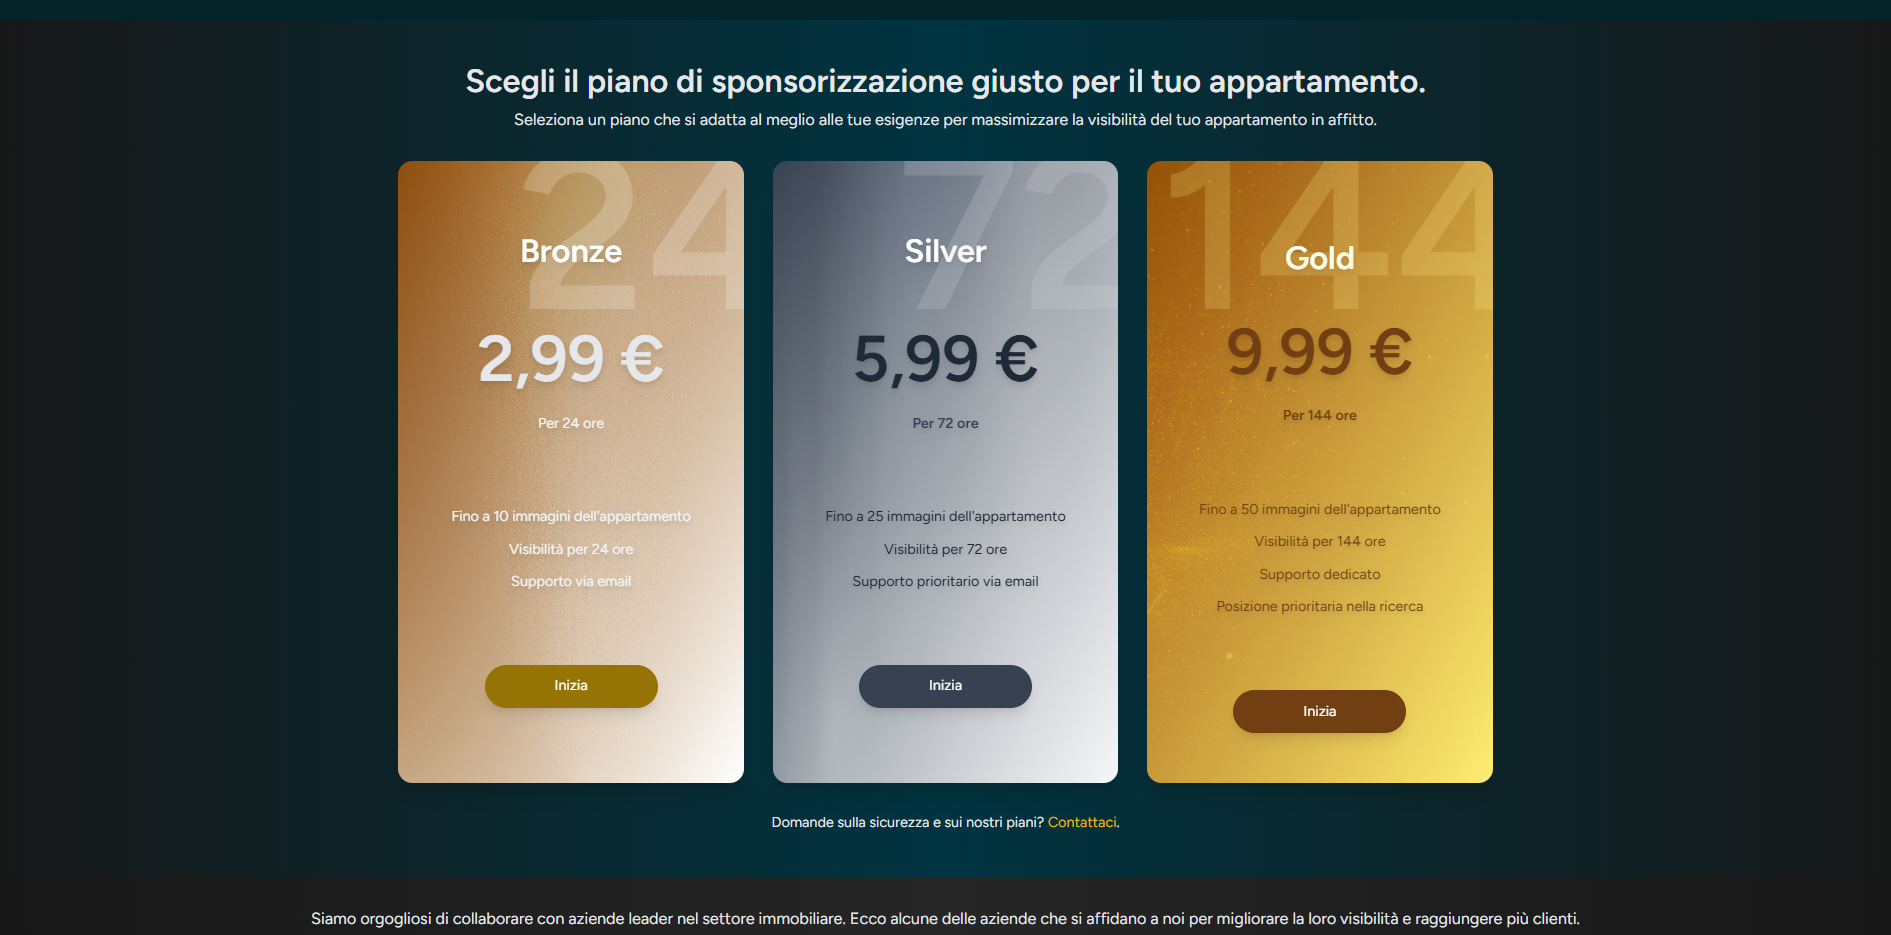 Scegli il piano di sponsorizzazione giusto per il tuo appartamento.
Seleziona un piano che si adatta al meglio alle tue esigenze per massimizzare la visibilità del tuo appartamento in affitto.
24
Bronze
2,99 €
Per 24 ore
Fino a 10 immagini dell'appartamento
Visibilità per 24 ore
Supporto via email
Inizia
72
Silver
5,99 €
Per 72 ore
Fino a 25 immagini dell'appartamento
Visibilità per 72 ore
Supporto prioritario via email
Inizia
144
Gold
9,99 €
Per 144 ore
Fino a 50 immagini dell'appartamento
Visibilità per 144 ore
Supporto dedicato
Posizione prioritaria nella ricerca
Inizia
Domande sulla sicurezza e sui nostri piani? Contattaci.
Siamo orgogliosi di collaborare con aziende leader nel settore immobiliare. Ecco alcune delle aziende che si affidano a noi per migliorare la loro visibilità e raggiungere più clienti.